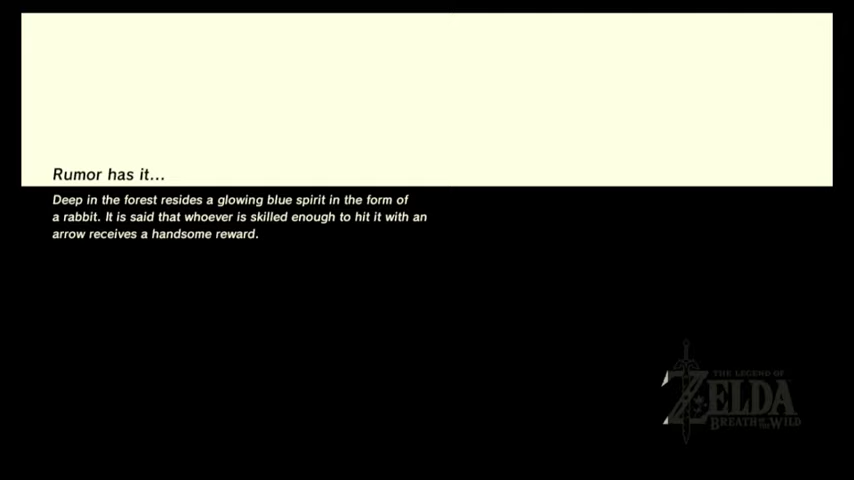 Rumor has it...
Deep in the forest resides a glowing blue spirit in the form of
a rabbit. It is said that whoever is skilled enough to hit it with an
arrow receives a handsome reward.
THE LEGEND OF
ZELDA
BREATH OF THE WILD